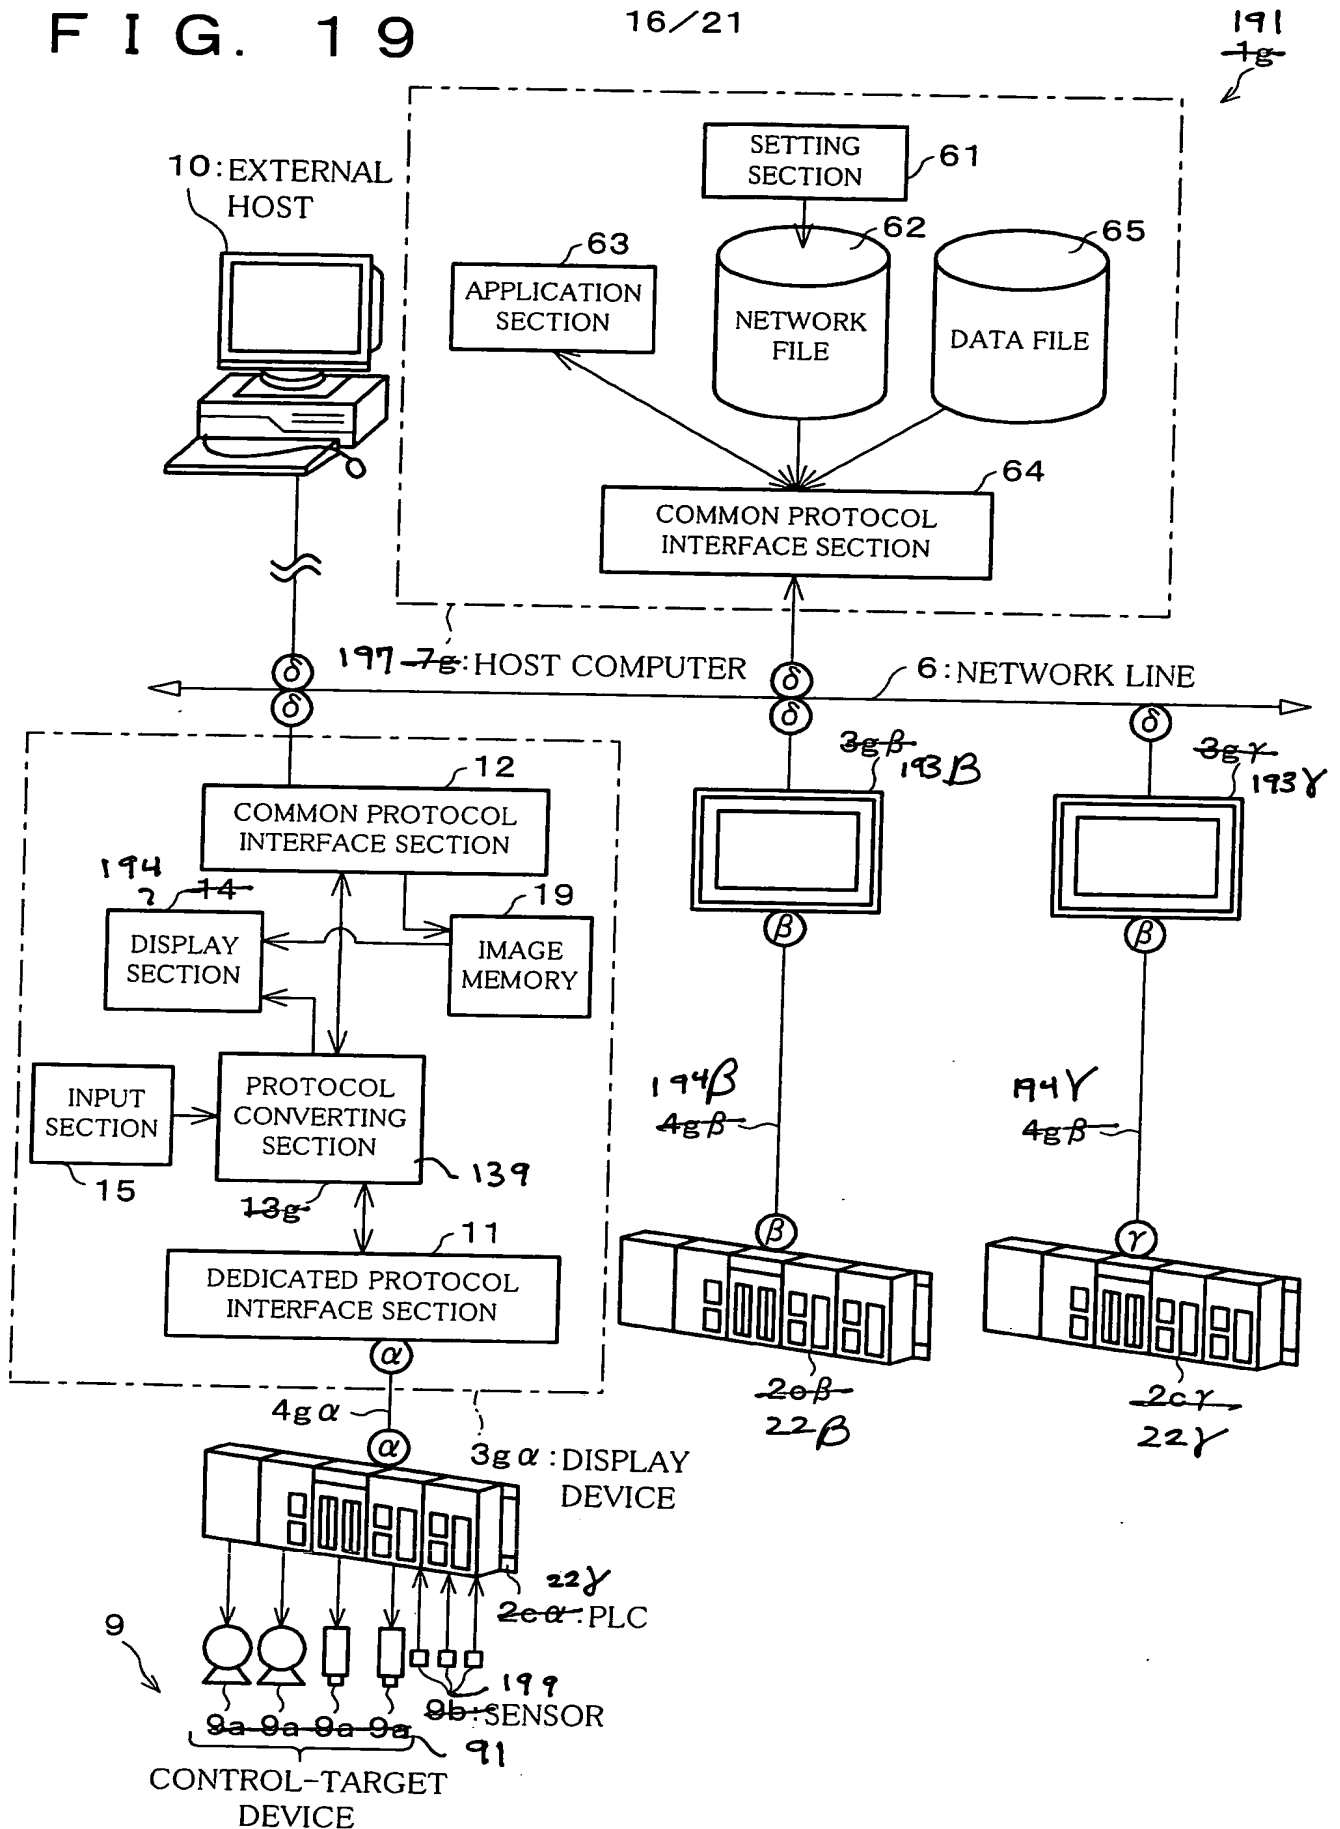 FIG. 19
16/21
191
1g
SETTING
SECTION
61
10:EXTERNAL
HOST
62
65
63
APPLICATION
SECTION
NETWORK
FILE
DATA FILE
64
COMMON PROTOCOL
INTERFACE SECTION
197 7g:HOST COMPUTER
6:NETWORK LINE
δ
δ
δ
δ
δ
3gβ
193β
3gγ
193γ
12
COMMON PROTOCOL
INTERFACE SECTION
194
14
19
DISPLAY
SECTION
IMAGE
MEMORY
β
β
INPUT
SECTION
15
PROTOCOL
CONVERTING
SECTION
139
13g
194β
4gβ
194γ
4gβ
11
DEDICATED PROTOCOL
INTERFACE SECTION
β
γ
α
4gα
α
3gα:DISPLAY
DEVICE
2cβ
22β
2cγ
22γ
22γ
2cα:PLC
9
199
9b:SENSOR
9a 9a 9a 9a
91
CONTROL-TARGET
DEVICE